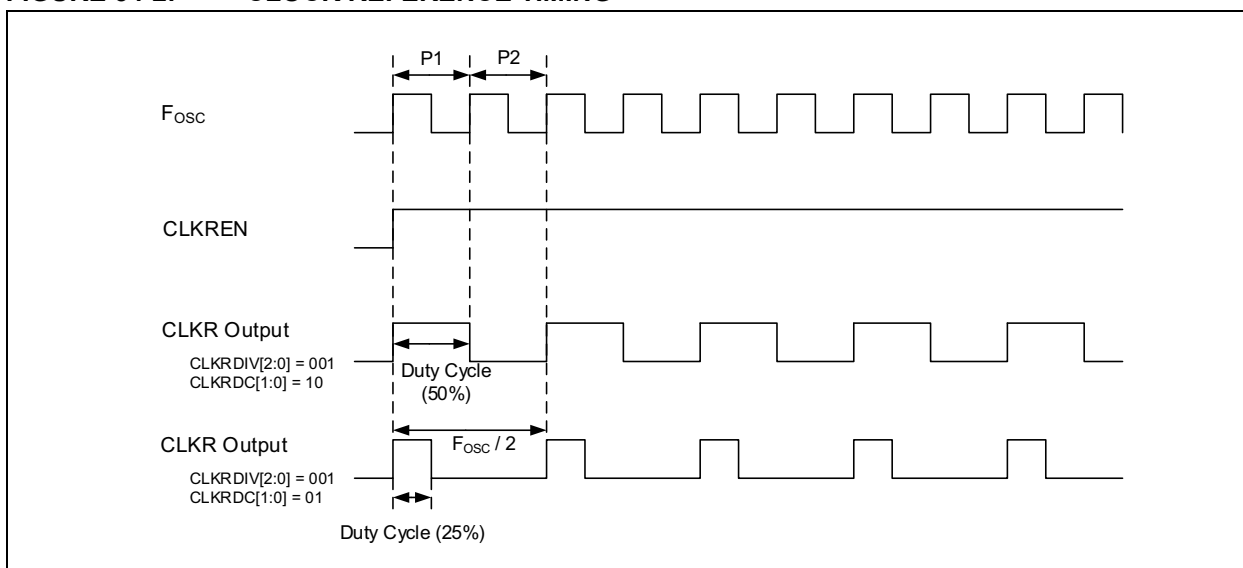 P1 P2
FOSC
CLKREN
CLKR Output
CLKRDIV[2:0] = 001
CLKRDC[1:0] = 10
Duty Cycle
(50%)
FOSC / 2
CLKR Output
CLKRDIV[2:0] = 001
CLKRDC[1:0] = 01
Duty Cycle (25%)